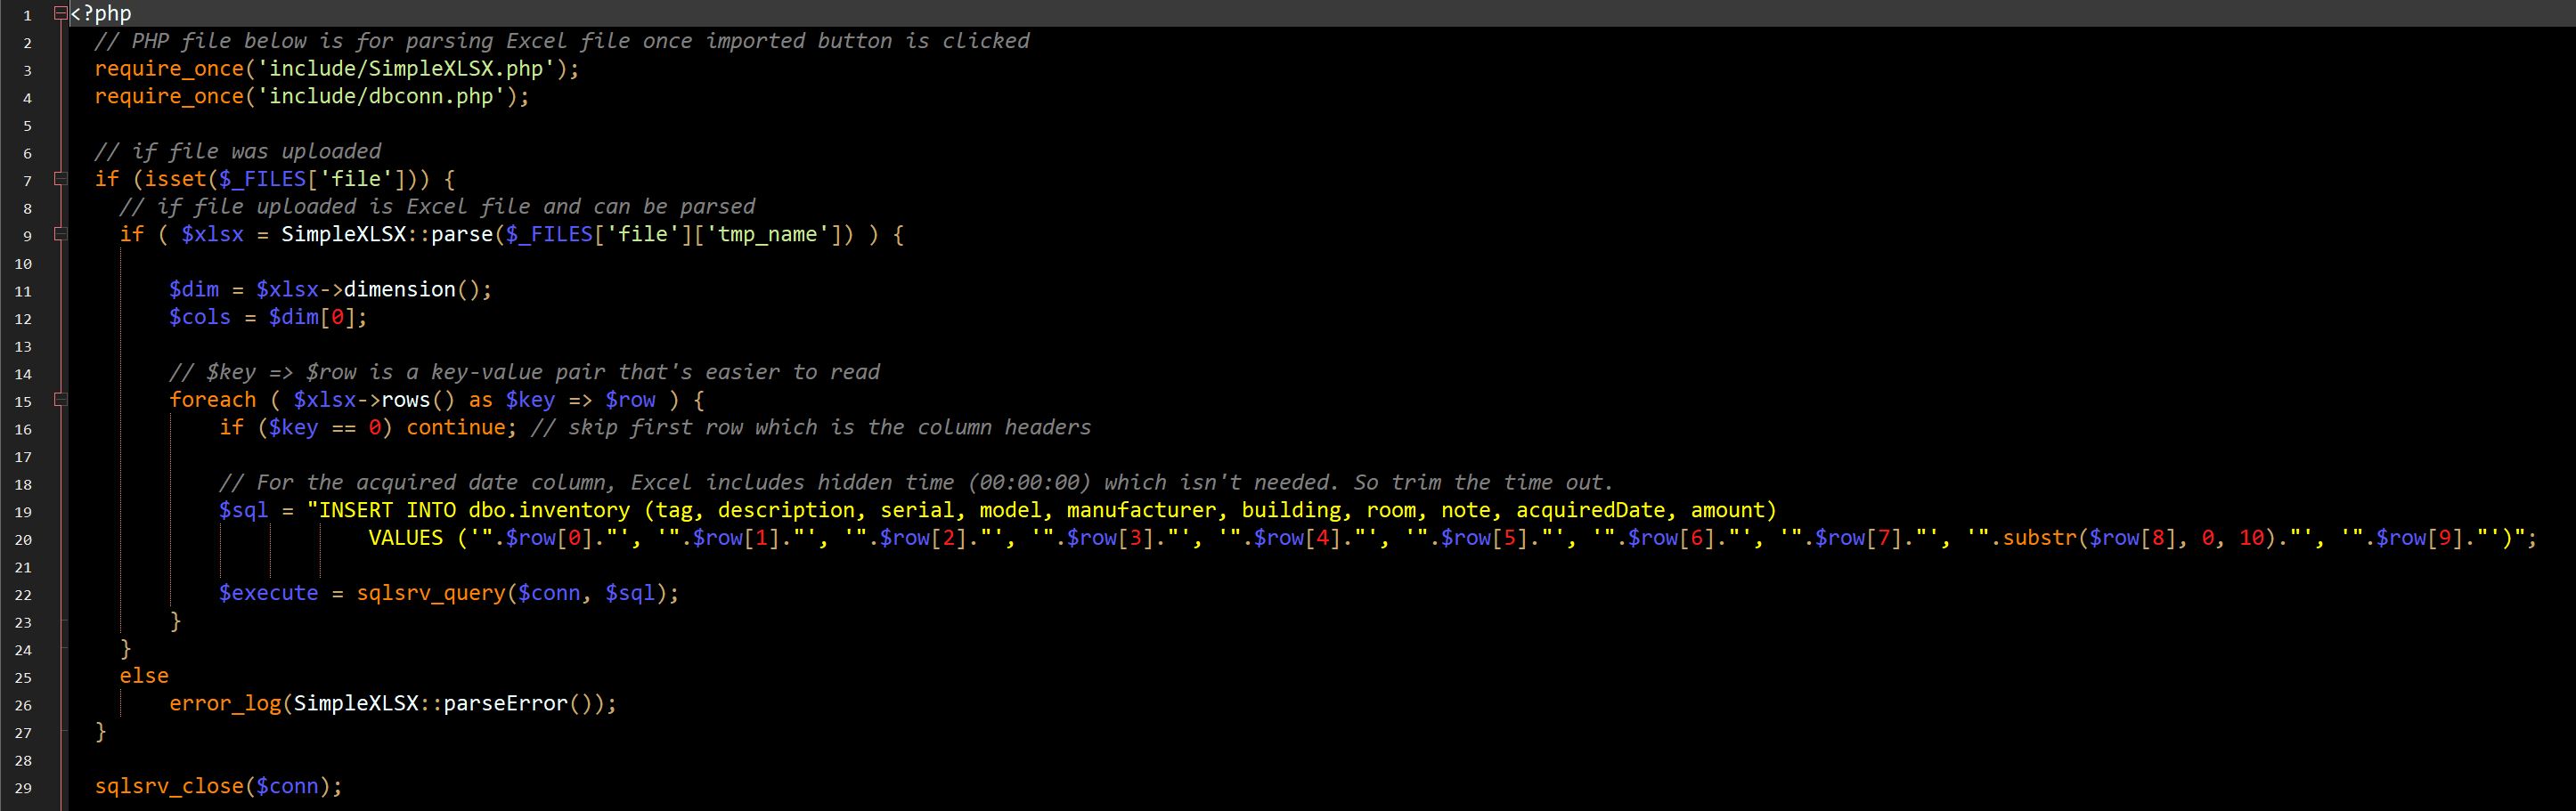 1 <?php
2 // PHP file below is for parsing Excel file once imported button is clicked
3 require_once('include/SimpleXLSX.php');
4 require_once('include/dbconn.php');
5
6 // if file was uploaded
7 if (isset($_FILES['file'])) {
8 // if file uploaded is Excel file and can be parsed
9 if ( $xlsx = SimpleXLSX::parse($_FILES['file']['tmp_name']) ) {
10
11 $dim = $xlsx->dimension();
12 $cols = $dim[0];
13
14 // $key => $row is a key-value pair that's easier to read
15 foreach ( $xlsx->rows() as $key => $row ) {
16 if ($key == 0) continue; // skip first row which is the column headers
17
18 // For the acquired date column, Excel includes hidden time (00:00:00) which isn't needed. So trim the time out.
19 $sql = "INSERT INTO dbo.inventory (tag, description, serial, model, manufacturer, building, room, note, acquiredDate, amount)
20 VALUES ('".$row[0]."', '".$row[1]."', '".$row[2]."', '".$row[3]."', '".$row[4]."', '".$row[5]."', '".$row[6]."', '".$row[7]."', '".substr($row[8], 0, 10)."', '".$row[9]."')";
21
22 $execute = sqlsrv_query($conn, $sql);
23 }
24 }
25 else
26 error_log(SimpleXLSX::parseError());
27 }
28
29 sqlsrv_close($conn);